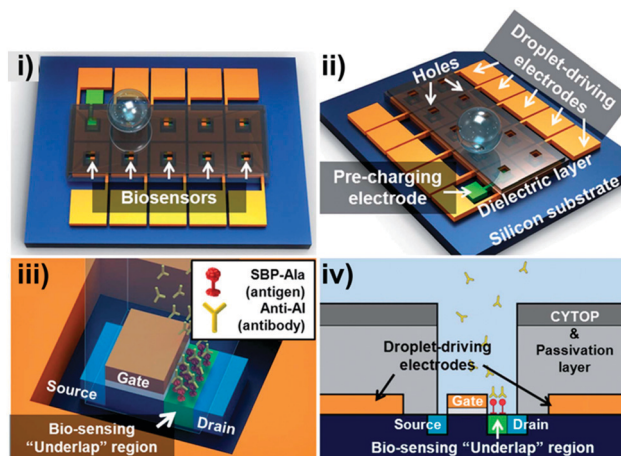 i)
Biosensors
ii)
Holes
Droplet-driving
electrodes
Pre-charging
electrode
Dielectric layer
Silicon substrate
iii)
SBP-Ala
(antigen)
Anti-AI
(antibody)
Gate
Source
Drain
Bio-sensing
“Underlap” region
iv)
CYTOP
&
Passivation
layer
Droplet-driving
electrodes
Gate
Source
Drain
Bio-sensing “Underlap” region